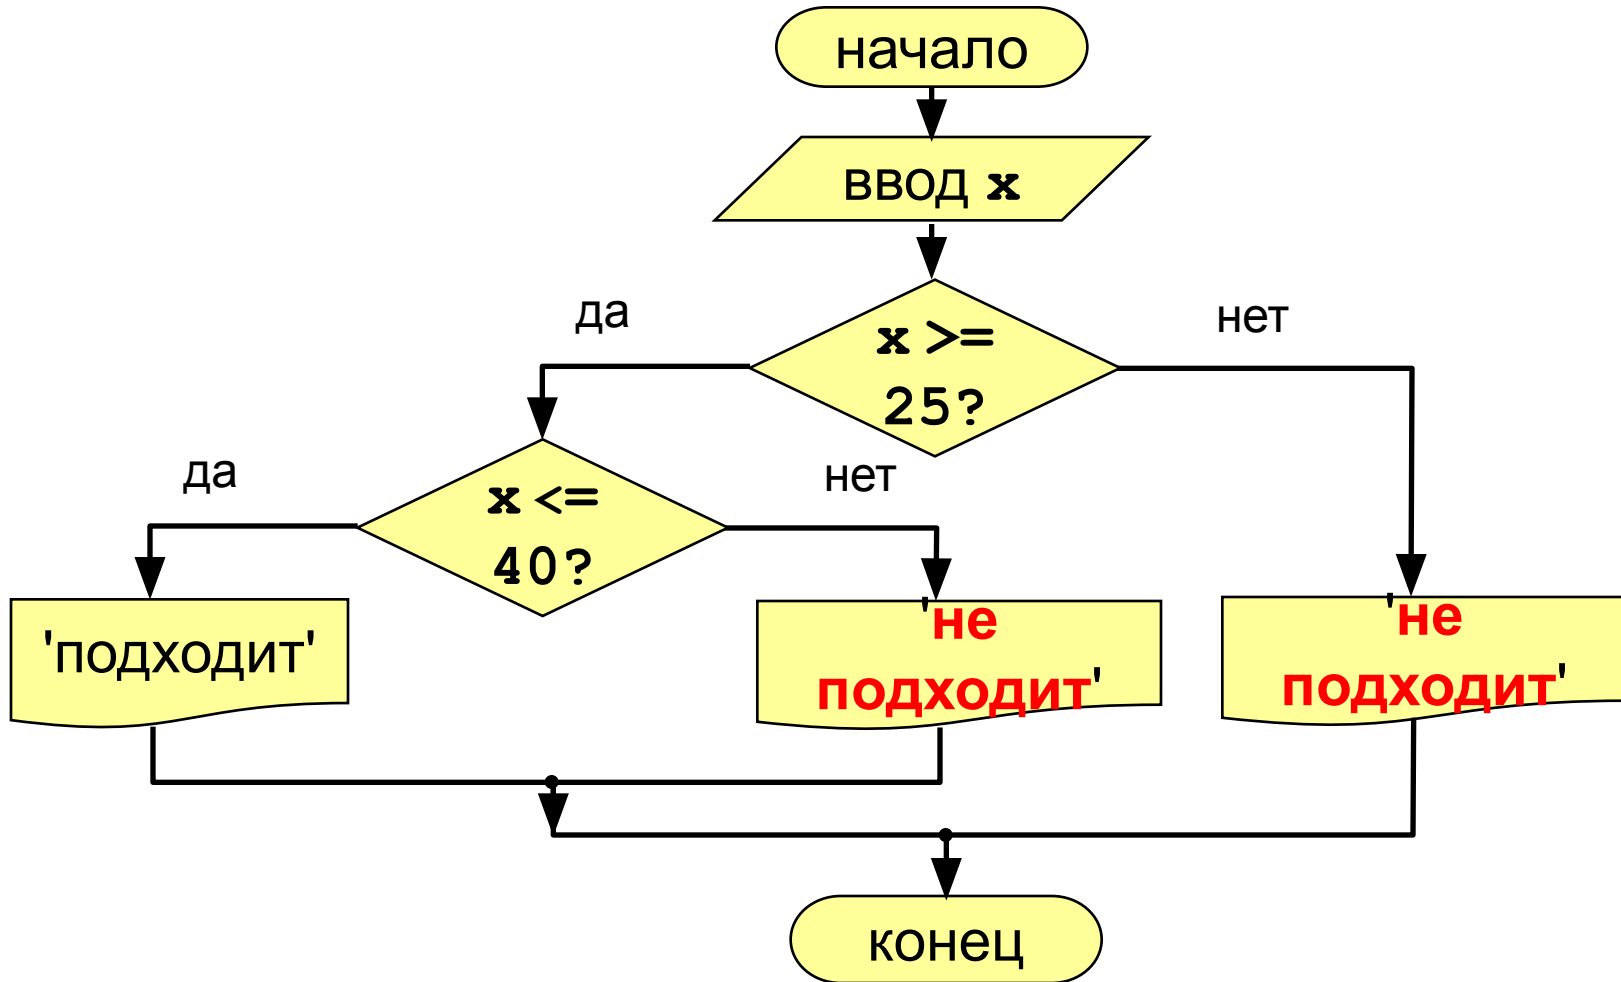 начало
ввод x
да
нет
x >=
25?
да
нет
x <=
40?
'подходит'
'не
подходит'
'не
подходит'
конец